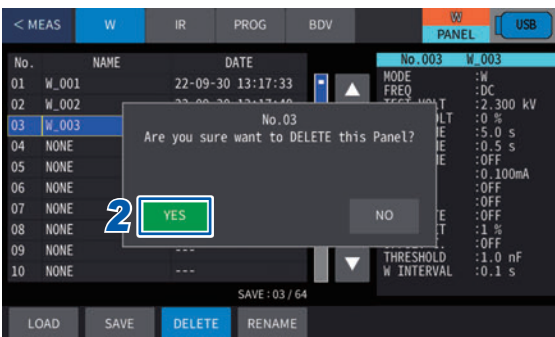 < MEAS W IR PROG BDV W PANEL USB
No. NAME DATE
01 W_001 22-09-30 13:17:33
02 W_002
03 W_003
04 NONE
05 NONE
06 NONE
07 NONE
08 NONE
09 NONE ---
10 NONE ---
SAVE : 03 / 64
No.03
Are you sure want to DELETE this Panel?
2
YES NO
No.003 W_003
MODE :W
FREQ :DC
:2.300 kV
:0 %
:5.0 s
:0.5 s
:OFF
:0.100mA
:OFF
:OFF
:OFF
:1 %
:OFF
THRESHOLD :1.0 nF
W INTERVAL :0.1 s
LOAD SAVE DELETE RENAME